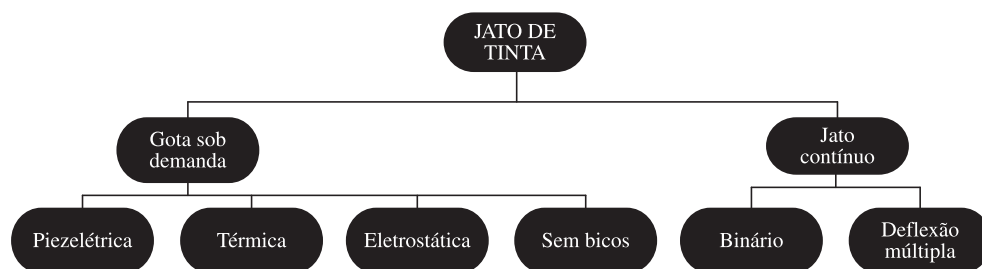 JATO DE
TINTA
Gota sob
demanda
Jato
contínuo
Piezelétrica
Térmica
Eletrostática
Sem bicos
Binário
Deflexão
múltipla